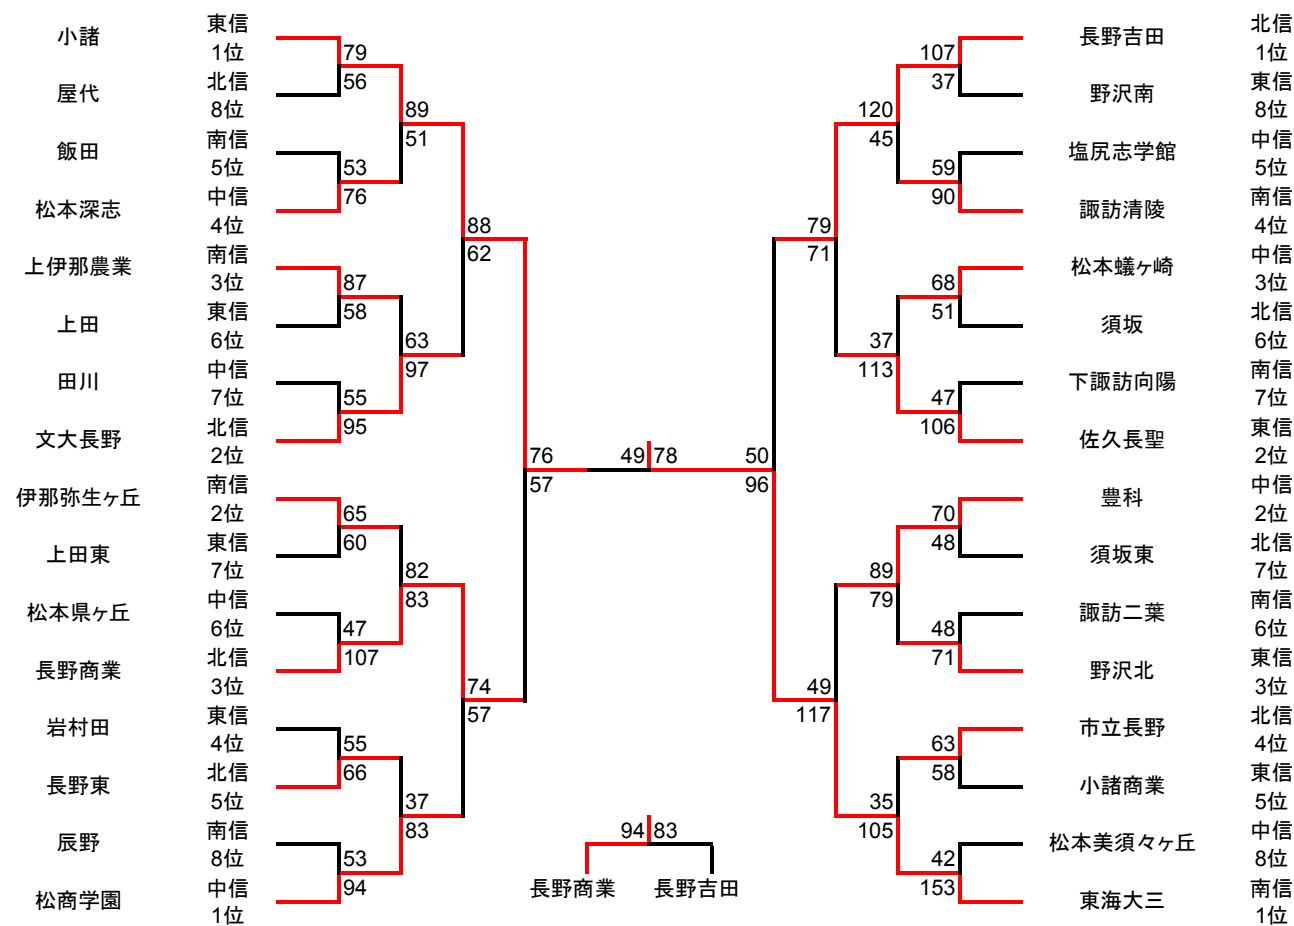 小諸 東信 1位
79
56
屋代 北信 8位
89
51
飯田 南信 5位
53
76
松本深志 中信 4位
88
62
上伊那農業 南信 3位
87
58
上田 東信 6位
63
97
田川 中信 7位
55
95
文大長野 北信 2位
76
57
伊那弥生ヶ丘 南信 2位
65
60
上田東 東信 7位
82
83
松本県ヶ丘 中信 6位
47
107
長野商業 北信 3位
74
57
岩村田 東信 4位
55
66
長野東 北信 5位
37
83
辰野 南信 8位
53
94
松商学園 中信 1位
49 78
94 83
長野商業 長野吉田
長野吉田 北信 1位
107
37
野沢南 東信 8位
120
45
塩尻志学館 中信 5位
59
90
諏訪清陵 南信 4位
79
71
松本蟻ヶ崎 中信 3位
68
51
須坂 北信 6位
37
113
下諏訪向陽 南信 7位
47
106
佐久長聖 東信 2位
50
96
豊科 中信 2位
70
48
須坂東 北信 7位
89
79
諏訪二葉 南信 6位
48
71
野沢北 東信 3位
49
117
市立長野 北信 4位
63
58
小諸商業 東信 5位
35
105
松本美須々ヶ丘 中信 8位
42
153
東海大三 南信 1位